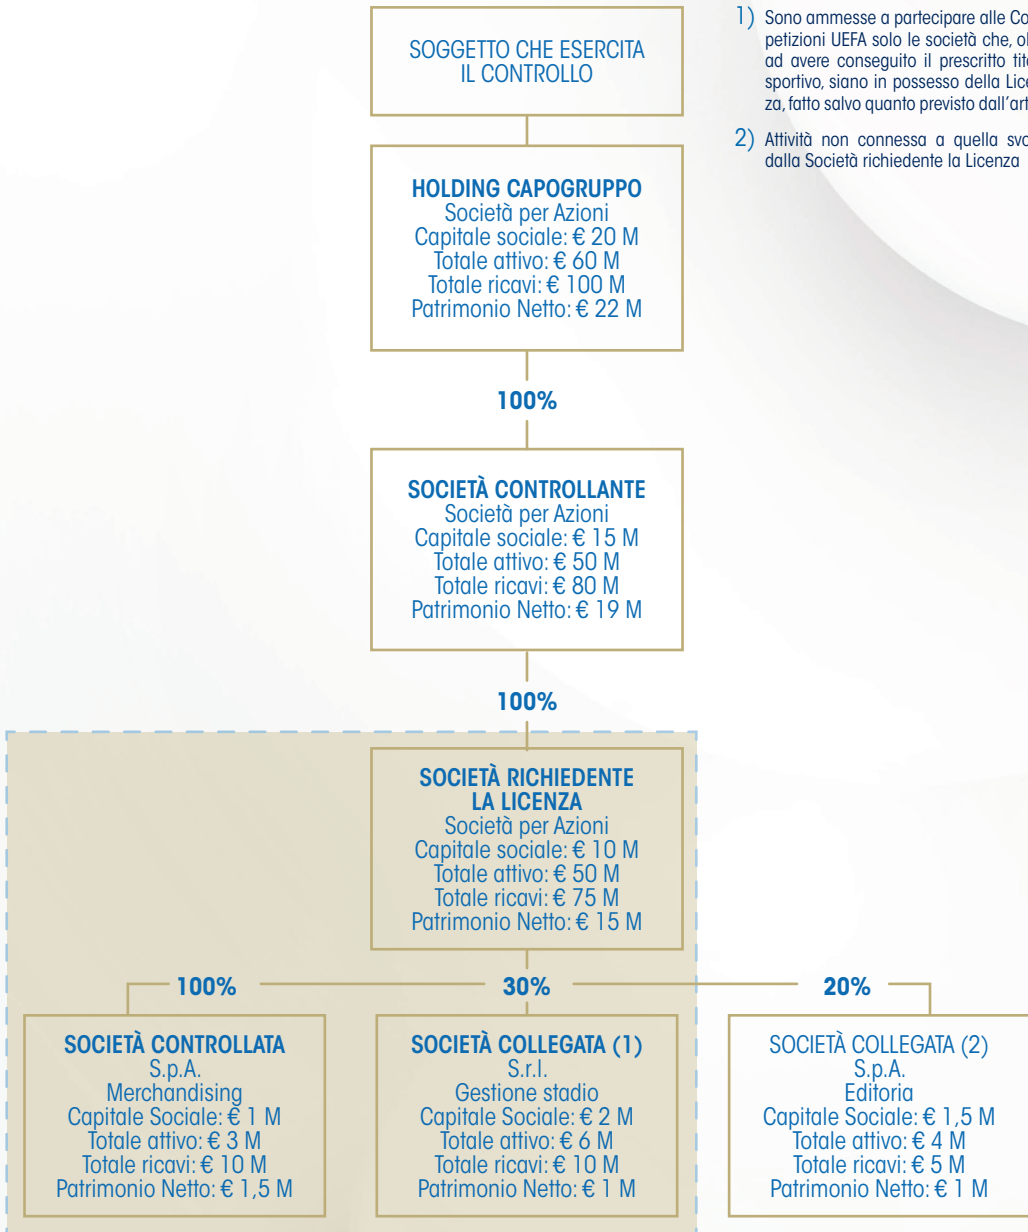 SOGGETTO CHE ESERCITA
IL CONTROLLO
1) Sono ammesse a partecipare alle
petizioni UEFA solo le società che,
ad avere conseguito il prescritto
sportivo, siano in possesso della
za, fatto salvo quanto previsto
2) Attività non connessa a quella
dalla Società richiedente la Licenza
HOLDING CAPOGRUPPO
Società per Azioni
Capitale sociale: € 20 M
Totale attivo: € 60 M
Totale ricavi: € 100 M
Patrimonio Netto: € 22 M
100%
SOCIETÀ CONTROLLANTE
Società per Azioni
Capitale sociale: € 15 M
Totale attivo: € 50 M
Totale ricavi: € 80 M
Patrimonio Netto: € 19 M
100%
SOCIETÀ RICHIEDENTE
LA LICENZA
Società per Azioni
Capitale sociale: € 10 M
Totale attivo: € 50 M
Totale ricavi: € 75 M
Patrimonio Netto: € 15 M
100%
30%
20%
SOCIETÀ CONTROLLATA
S.p.A.
Merchandising
Capitale Sociale: € 1 M
Totale attivo: € 3 M
Totale ricavi: € 10 M
Patrimonio Netto: € 1,5 M
SOCIETÀ COLLEGATA (1)
S.r.l.
Gestione stadio
Capitale Sociale: € 2 M
Totale attivo: € 6 M
Totale ricavi: € 10 M
Patrimonio Netto: € 1 M
SOCIETÀ COLLEGATA (2)
S.p.A.
Editoria
Capitale Sociale: € 1,5 M
Totale attivo: € 4 M
Totale ricavi: € 5 M
Patrimonio Netto: € 1 M